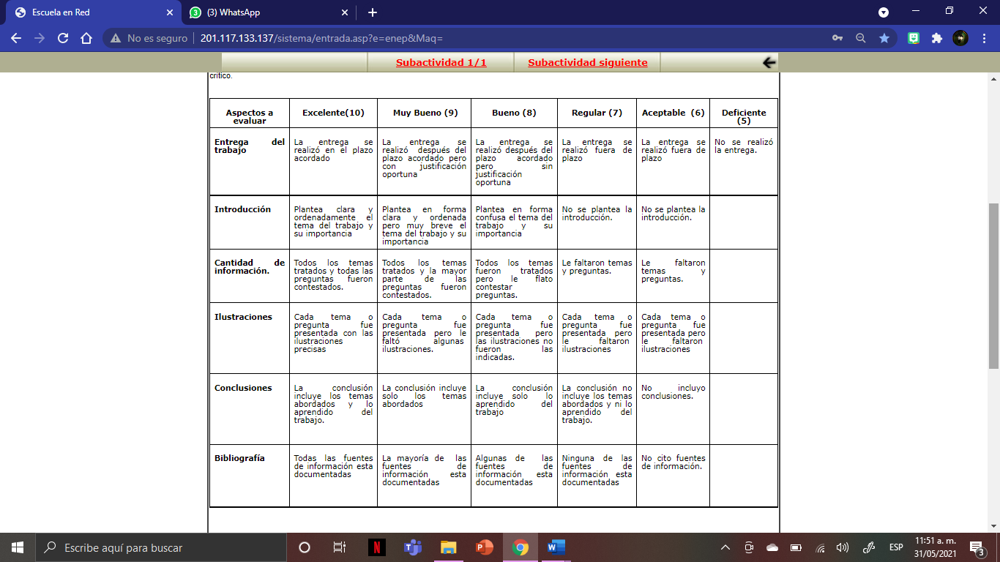 Escuela en Red
3
(3) WhatsApp
No es seguro
201.117.133.137/sistema/entrada.asp?e=enep&Maq=
Subactividad 1/1
Subactividad siguiente
crítico.
Aspectos a
evaluar
Excelente(10)
Muy Bueno (9)
Bueno (8)
Regular (7)
Aceptable (6)
Deficiente
(5)
Entrega del
trabajo
La entrega se
realizó en el plazo
acordado
La entrega se
realizó después del
plazo acordado pero
con justificación
oportuna
La entrega se
realizó después del
plazo acordado
pero sin
justificación
oportuna
La entrega se
realizó fuera de
plazo
La entrega se
realizó fuera de
plazo
No se realizó
la entrega.
Introducción
Plantea clara y
ordenadamente el
tema del trabajo y
su importancia
Plantea en forma
clara y ordenada
pero muy breve el
tema del trabajo y su
importancia
Plantea en forma
confusa el tema del
trabajo y su
importancia
No se plantea la
introducción.
No se plantea la
introducción.
Cantidad de
información.
Todos los temas
tratados y todas las
preguntas fueron
contestados.
Todos los temas
tratados y la mayor
parte de las
preguntas fueron
contestados.
Todos los temas
fueron tratados
pero le flato
contestar
preguntas.
Le faltaron temas
y preguntas.
Le faltaron
temas y
preguntas.
Ilustraciones
Cada tema o
pregunta fue
presentada con las
ilustraciones
precisas
Cada tema o
pregunta fue
presentada pero le
faltó algunas
ilustraciones.
Cada tema o
pregunta fue
presentada pero
las ilustraciones no
fueron las
indicadas.
Cada tema o
pregunta fue
presentada pero
le faltaron
ilustraciones
Cada tema o
pregunta fue
presentada pero
le faltaron
ilustraciones
Conclusiones
La conclusión
incluye los temas
abordados y lo
aprendido del
trabajo.
La conclusión incluye
solo los temas
abordados
La conclusión
incluye solo lo
aprendido del
trabajo
La conclusión no
incluye los temas
abordados y ni lo
aprendido del
trabajo.
No incluyo
conclusiones.
Bibliografía
Todas las fuentes
de información esta
documentadas
La mayoría de las
fuentes de
información esta
documentadas
Algunas de las
fuentes de
información esta
documentadas
Ninguna de las
fuentes de
información esta
documentadas
No cito fuentes
de información.
Escribe aquí para buscar
N
T
P
W
ESP
11:51 a. m.
31/05/2021
3